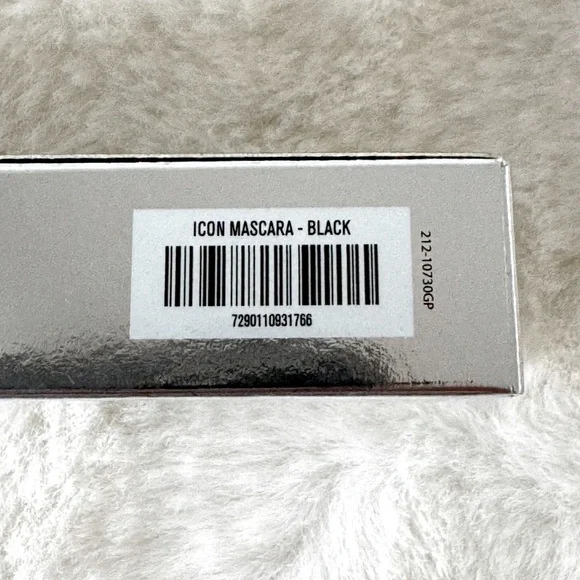 ICON MASCARA - BLACK
7290110931766
212-10730GP